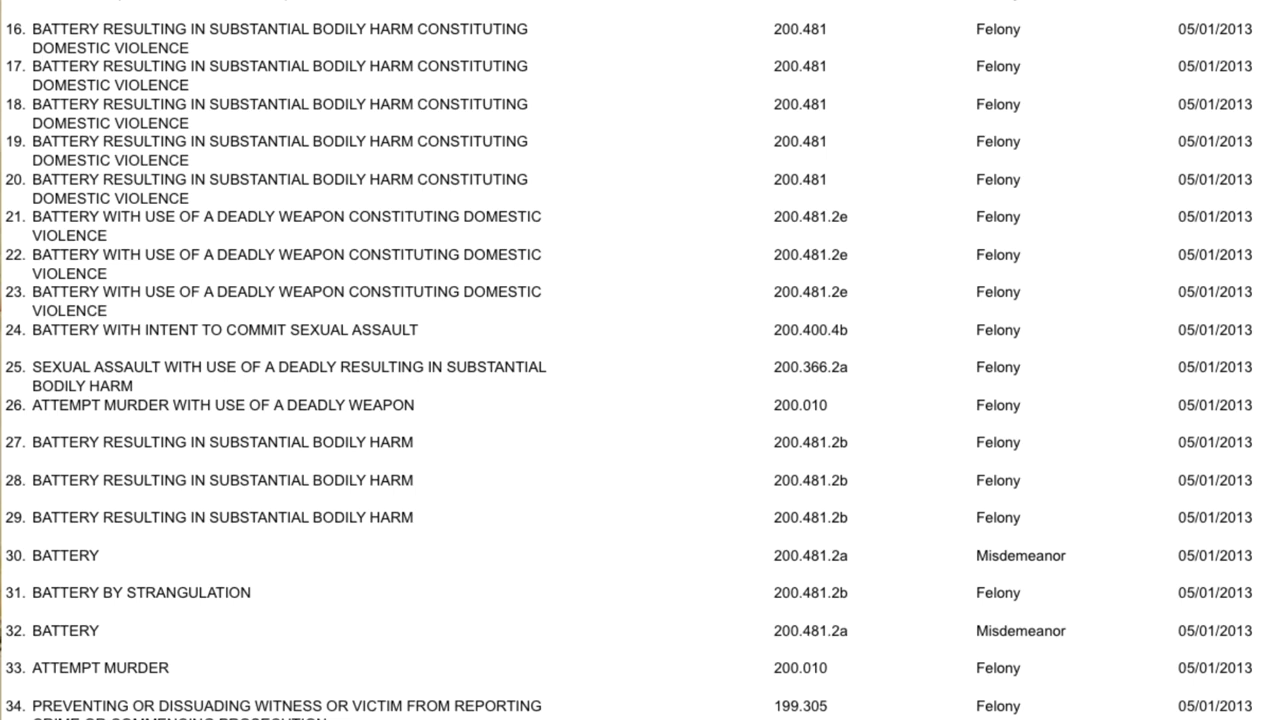 16. BATTERY RESULTING IN SUBSTANTIAL BODILY HARM CONSTITUTING 200.481 Felony 05/01/2013
DOMESTIC VIOLENCE
17. BATTERY RESULTING IN SUBSTANTIAL BODILY HARM CONSTITUTING 200.481 Felony 05/01/2013
DOMESTIC VIOLENCE
18. BATTERY RESULTING IN SUBSTANTIAL BODILY HARM CONSTITUTING 200.481 Felony 05/01/2013
DOMESTIC VIOLENCE
19. BATTERY RESULTING IN SUBSTANTIAL BODILY HARM CONSTITUTING 200.481 Felony 05/01/2013
DOMESTIC VIOLENCE
20. BATTERY RESULTING IN SUBSTANTIAL BODILY HARM CONSTITUTING 200.481 Felony 05/01/2013
DOMESTIC VIOLENCE
21. BATTERY WITH USE OF A DEADLY WEAPON CONSTITUTING DOMESTIC 200.481.2e Felony 05/01/2013
VIOLENCE
22. BATTERY WITH USE OF A DEADLY WEAPON CONSTITUTING DOMESTIC 200.481.2e Felony 05/01/2013
VIOLENCE
23. BATTERY WITH USE OF A DEADLY WEAPON CONSTITUTING DOMESTIC 200.481.2e Felony 05/01/2013
VIOLENCE
24. BATTERY WITH INTENT TO COMMIT SEXUAL ASSAULT 200.400.4b Felony 05/01/2013
25. SEXUAL ASSAULT WITH USE OF A DEADLY RESULTING IN SUBSTANTIAL 200.366.2a Felony 05/01/2013
BODILY HARM
26. ATTEMPT MURDER WITH USE OF A DEADLY WEAPON 200.010 Felony 05/01/2013
27. BATTERY RESULTING IN SUBSTANTIAL BODILY HARM 200.481.2b Felony 05/01/2013
28. BATTERY RESULTING IN SUBSTANTIAL BODILY HARM 200.481.2b Felony 05/01/2013
29. BATTERY RESULTING IN SUBSTANTIAL BODILY HARM 200.481.2b Felony 05/01/2013
30. BATTERY 200.481.2a Misdemeanor 05/01/2013
31. BATTERY BY STRANGULATION 200.481.2b Felony 05/01/2013
32. BATTERY 200.481.2a Misdemeanor 05/01/2013
33. ATTEMPT MURDER 200.010 Felony 05/01/2013
34. PREVENTING OR DISSUADING WITNESS OR VICTIM FROM REPORTING 199.305 Felony 05/01/2013
CRIME OR COMMENCING PROSECUTION